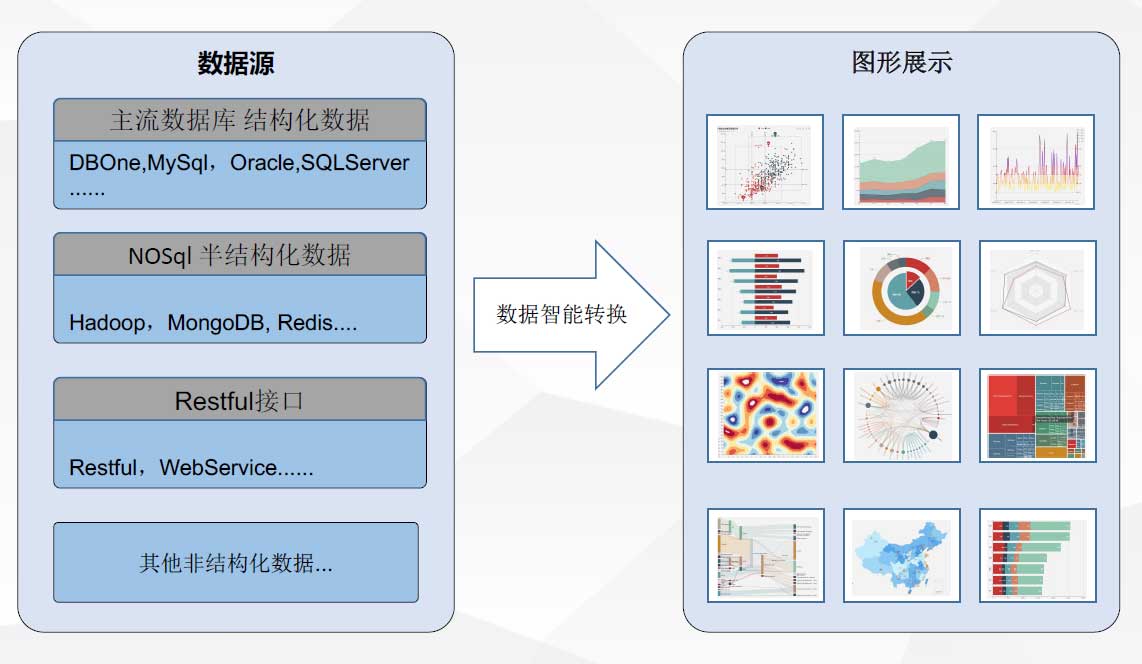 数据源
主流数据库 结构化数据
DBOne,MySql，Oracle,SQLServer
......
NOSql 半结构化数据
Hadoop，MongoDB, Redis....
Restful接口
Restful，WebService......
其他非结构化数据...
数据智能转换
图形展示